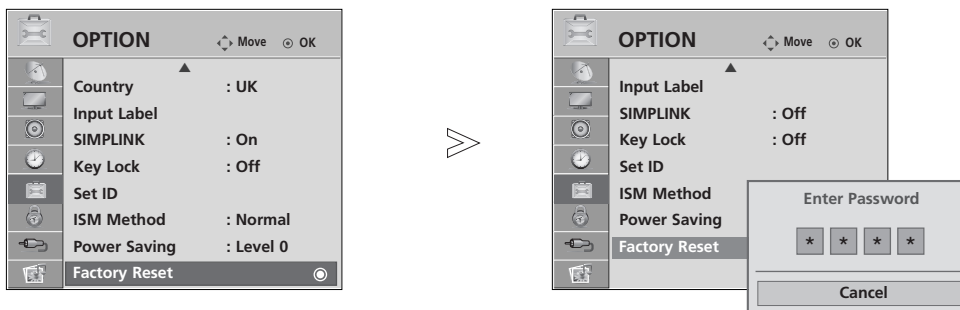 OPTION Move OK
Country : UK
Input Label
SIMPLINK : On
Key Lock : Off
Set ID
ISM Method : Normal
Power Saving : Level 0
Factory Reset
OPTION Move OK
Input Label
SIMPLINK : Off
Key Lock : Off
Set ID
ISM Method
Power Saving
Factory Reset
Enter Password
* * * *
Cancel